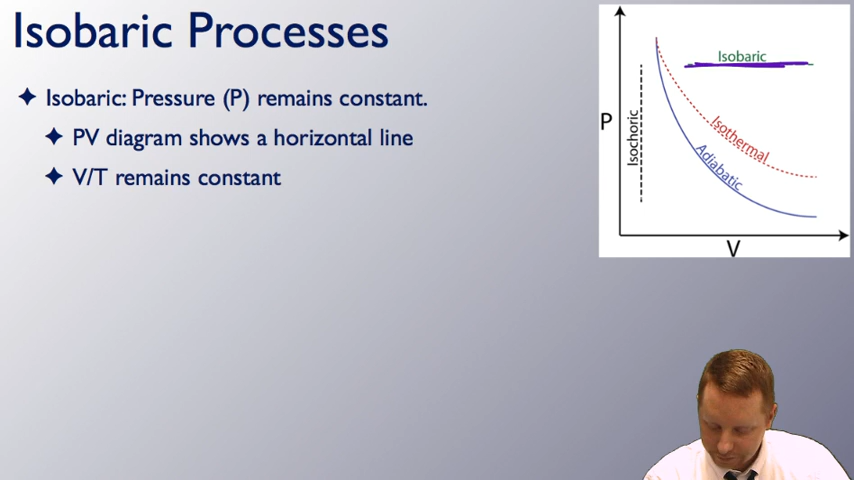 Isobaric Processes
Isobaric: Pressure (P) remains constant.
PV diagram shows a horizontal line
V/T remains constant
Isobaric
P
Isochoric
Isothermal
Adiabatic
V